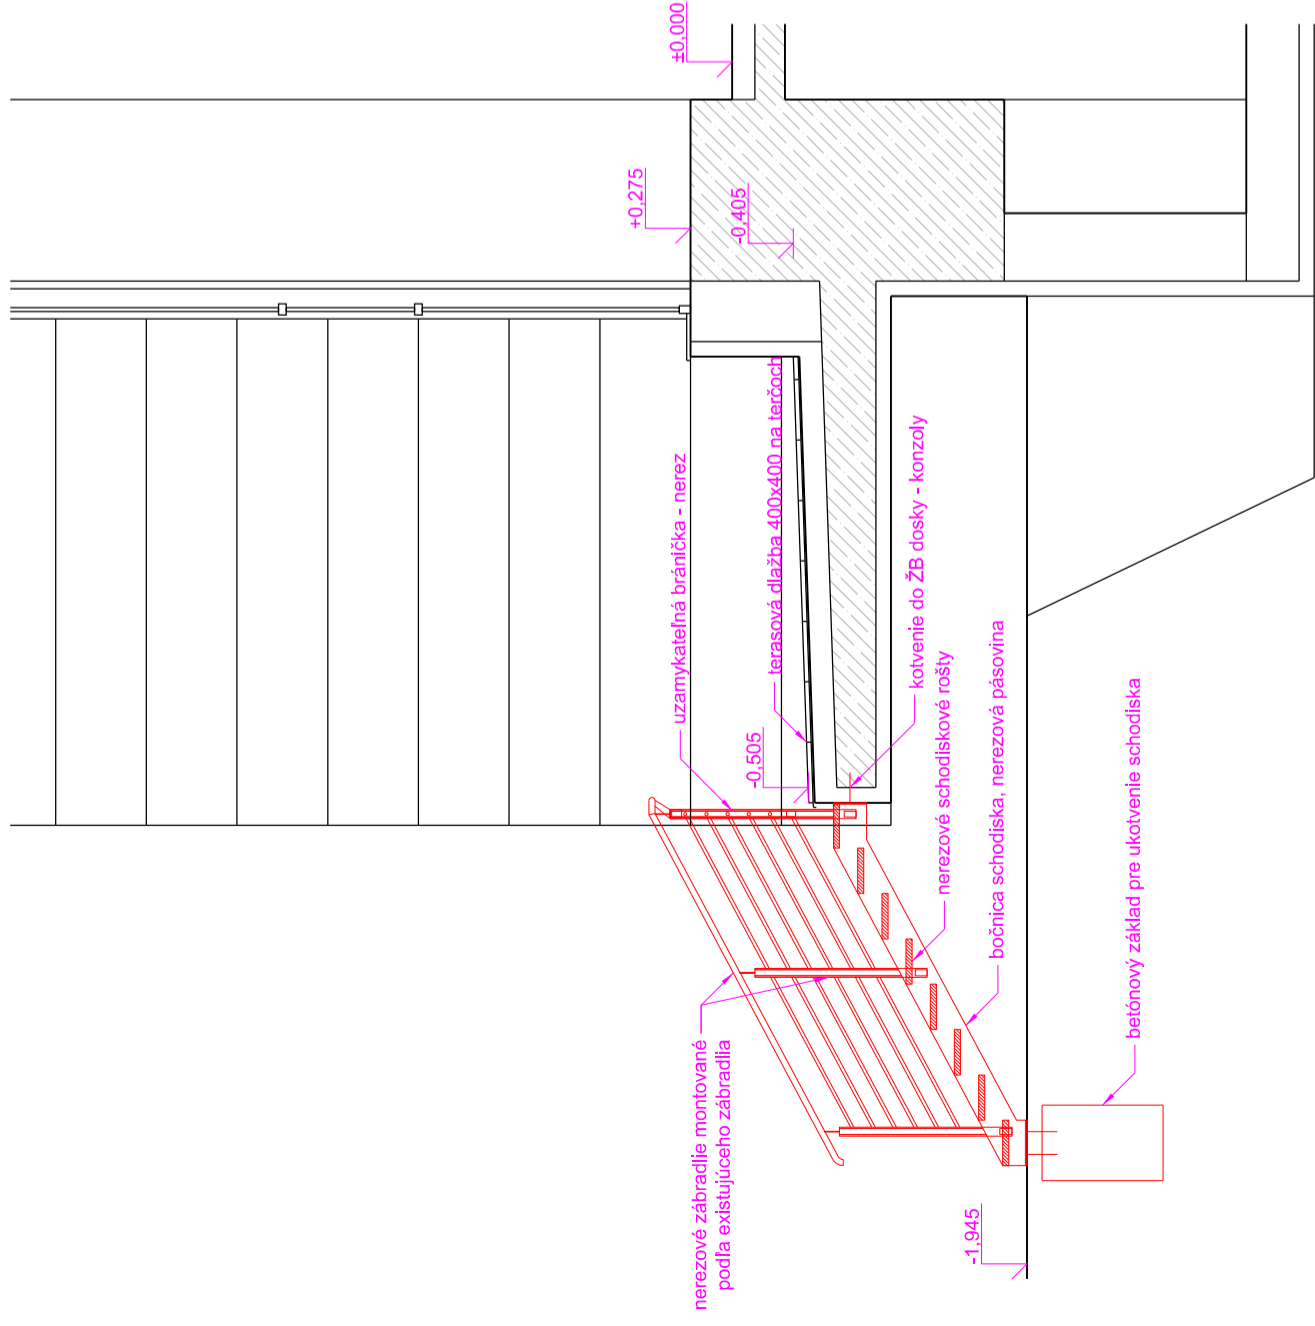 ±0,000
+0,275
-0,405
uzamykateľná bránička - nerez
terasová dlažba 400x400 na terčoch
-0,505
kotvenie do ŽB dosky - konzoly
nerezové schodiskové rošty
bočnica schodiska, nerezová pásovina
betónový základ pre ukotvenie schodiska
nerezové zábradlie montované
podľa existujúceho zábradlia
-1,945